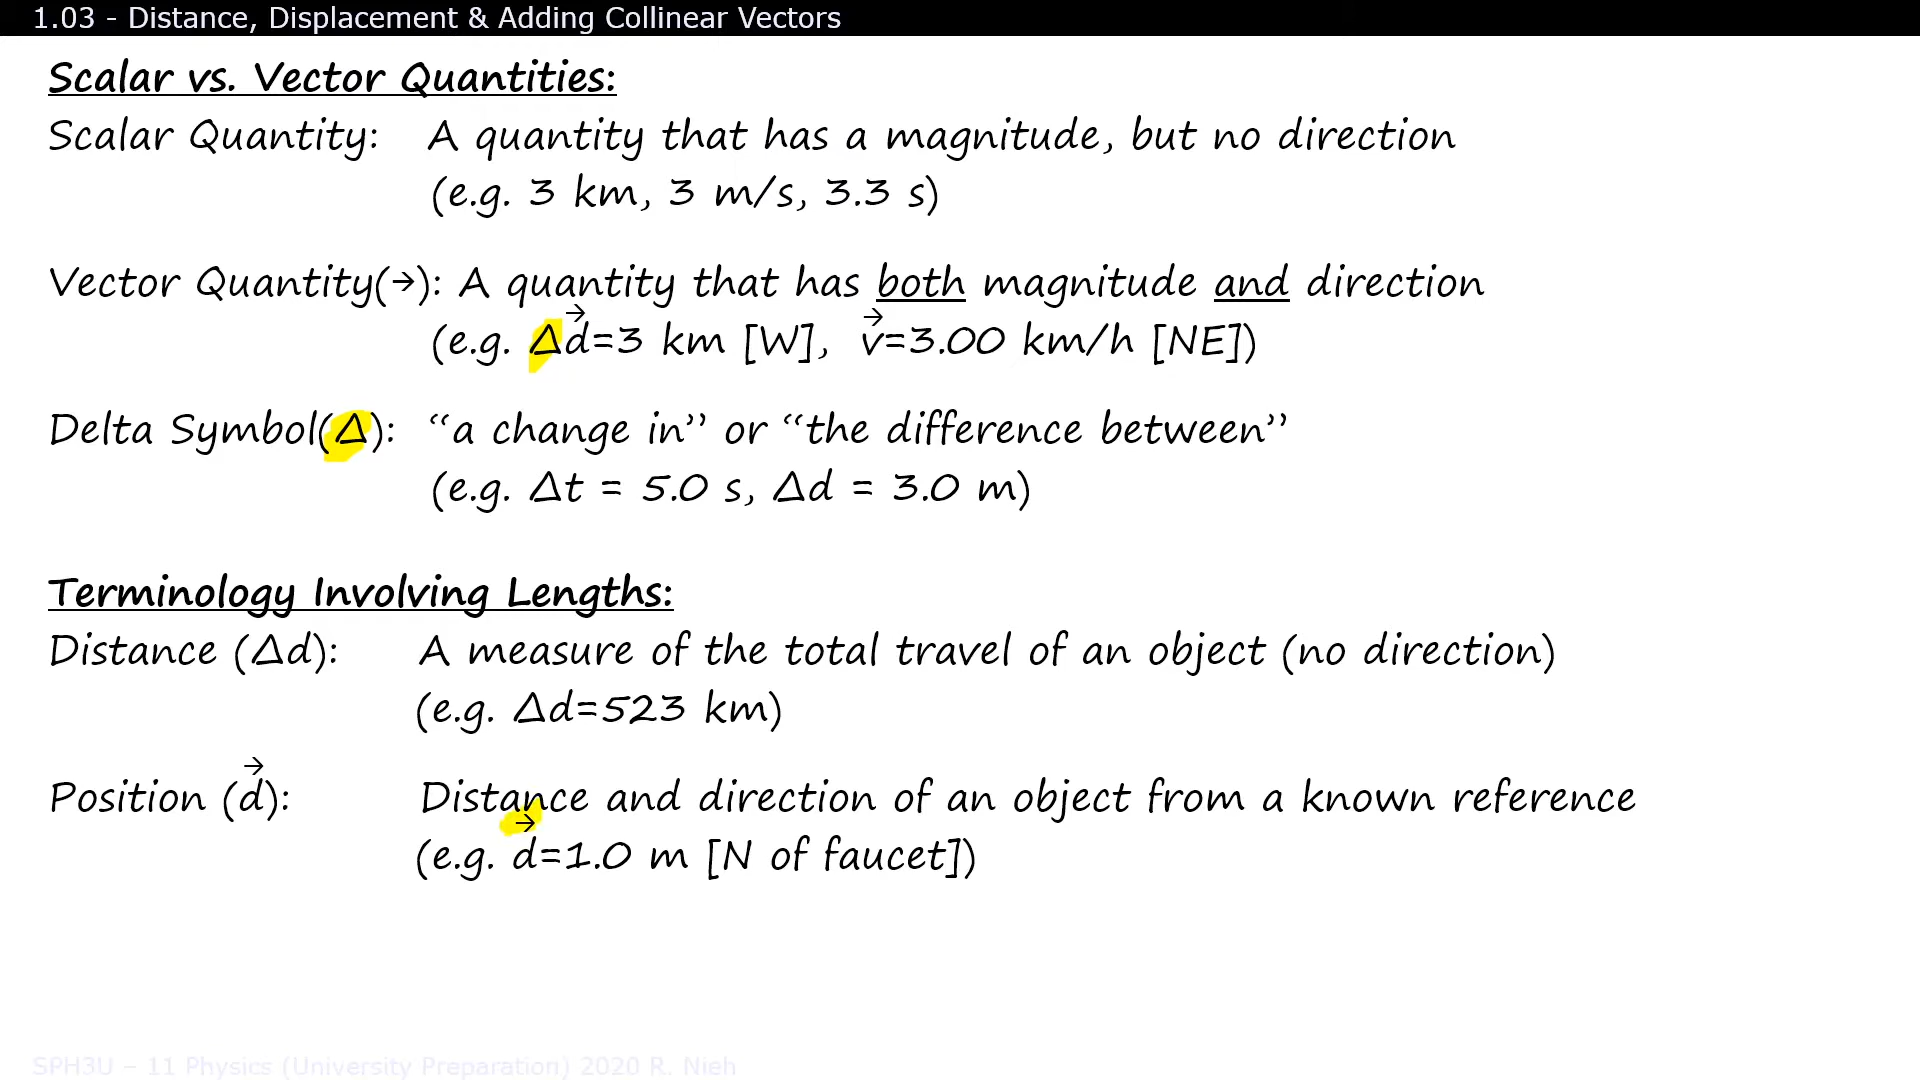 1.03 - Distance, Displacement & Adding Collinear Vectors
Scalar vs. Vector Quantities:
Scalar Quantity: A quantity that has a magnitude, but no direction
(e.g. 3 km, 3 m/s, 3.3 s)
Vector Quantity(→): A quantity that has both magnitude and direction
(e.g. Δd⃗=3 km [W], v⃗=3.00 km/h [NE])
Delta Symbol(Δ): “a change in” or “the difference between”
(e.g. Δt = 5.0 s, Δd = 3.0 m)
Terminology Involving Lengths:
Distance (Δd): A measure of the total travel of an object (no direction)
(e.g. Δd=523 km)
Position (d⃗): Distance and direction of an object from a known reference
(e.g. d⃗=1.0 m [N of faucet])
SPH3U – 11 Physics (University Preparation) 2020 R. Nieh